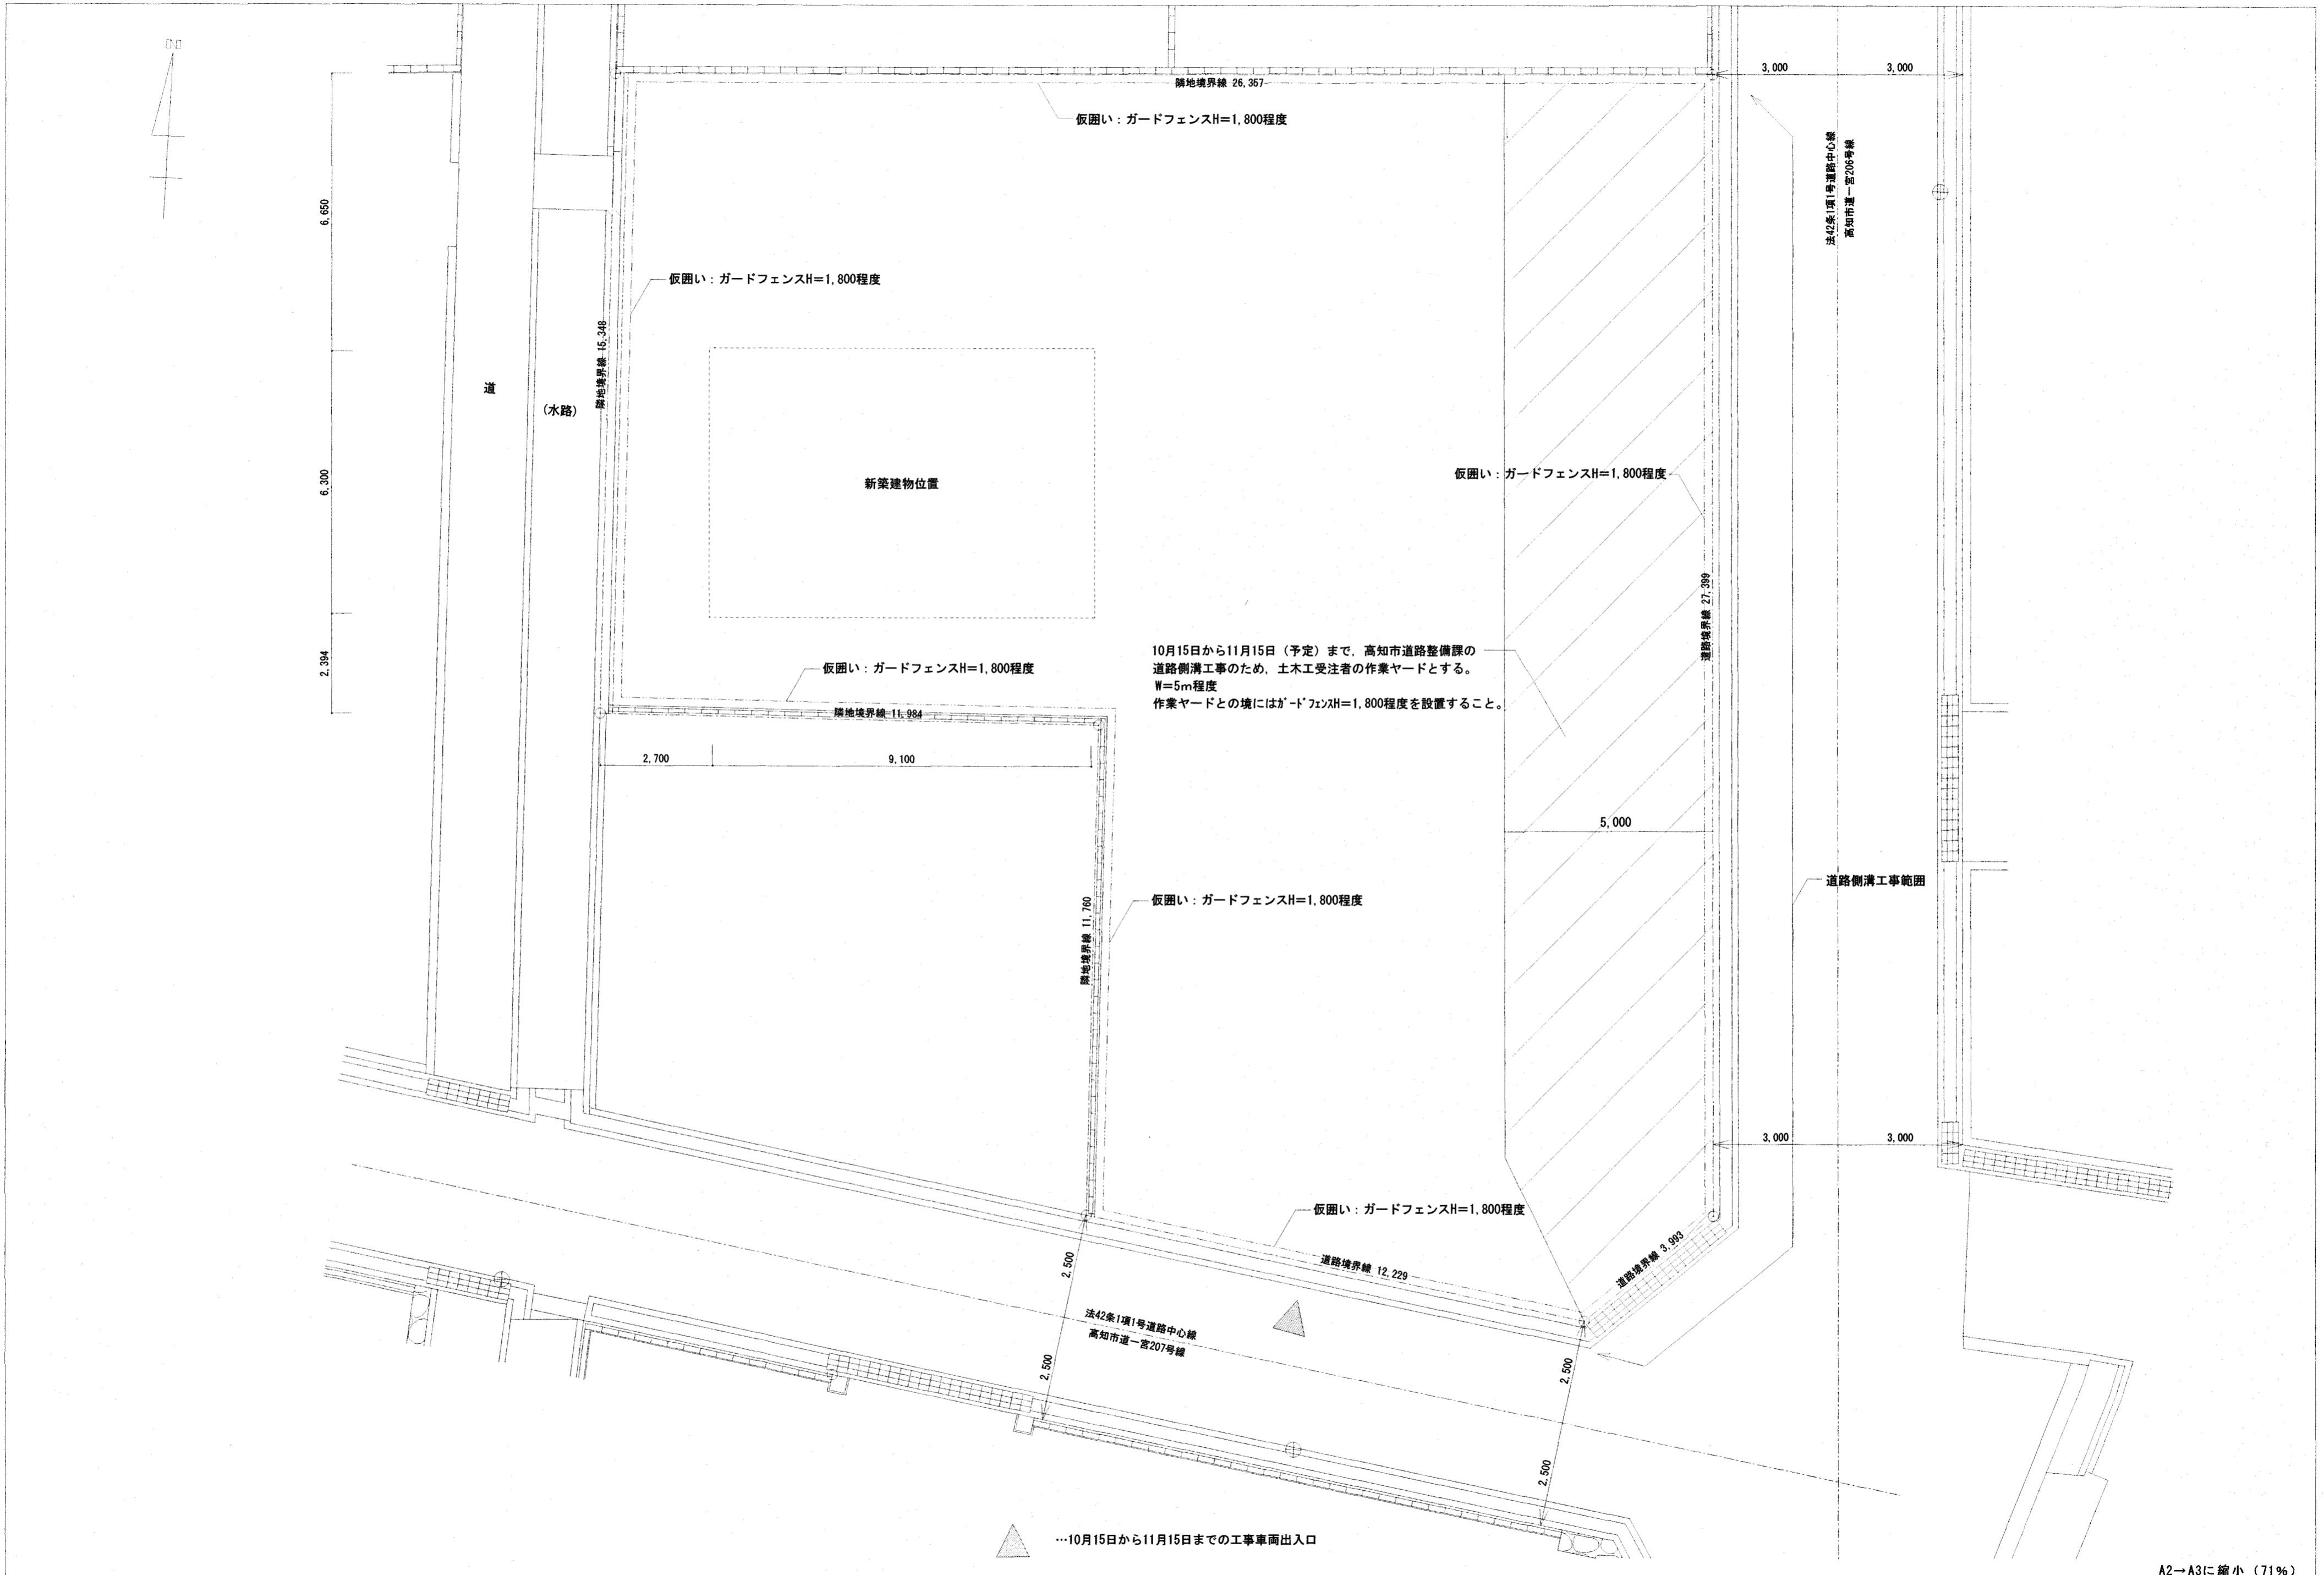 N
3,000
3,000
隣地境界線 26,357
仮囲い：ガードフェンスH＝1,800程度
法42条1項1号道路中心線
高知市道一宮206号線
6,650
仮囲い：ガードフェンスH＝1,800程度
隣地境界線 15,348
道
(水路)
新築建物位置
仮囲い：ガードフェンスH＝1,800程度
6,300
道路境界線 27,399
10月15日から11月15日（予定）まで，高知市道路整備課の
道路側溝工事のため，土木工受注者の作業ヤードとする。
W＝5m程度
作業ヤードとの境にはｶﾞｰﾄﾞﾌｪﾝｽH＝1,800程度を設置すること。
2,394
仮囲い：ガードフェンスH＝1,800程度
隣地境界線 11,984
2,700
9,100
5,000
道路側溝工事範囲
仮囲い：ガードフェンスH＝1,800程度
隣地境界線 11,760
3,000
3,000
仮囲い：ガードフェンスH＝1,800程度
道路境界線 12,229
道路境界線 3,993
2,500
2,500
法42条1項1号道路中心線
高知市道一宮207号線
2,500
2,500
…10月15日から11月15日までの工事車両出入口
A2→A3に縮小（71%）